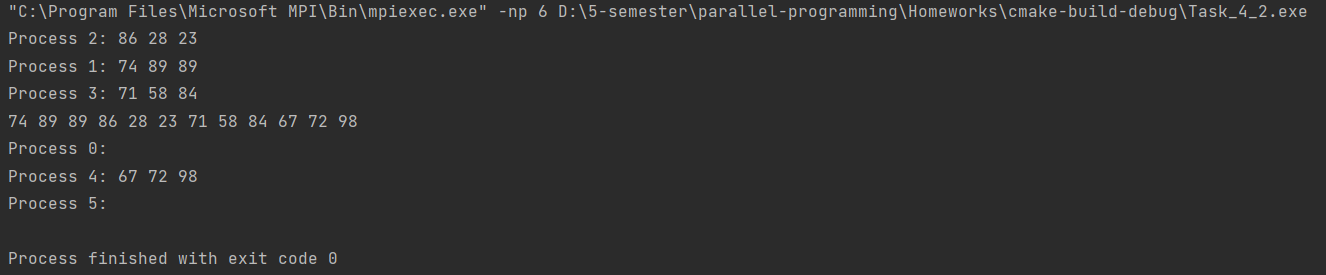 "C:\Program Files\Microsoft MPI\Bin\mpiexec.exe" -np 6 D:\5-semester\parallel-programming\Homeworks\cmake-build-debug\Task_4_2.exe
Process 2: 86 28 23
Process 1: 74 89 89
Process 3: 71 58 84
74 89 89 86 28 23 71 58 84 67 72 98
Process 0:
Process 4: 67 72 98
Process 5:
Process finished with exit code 0